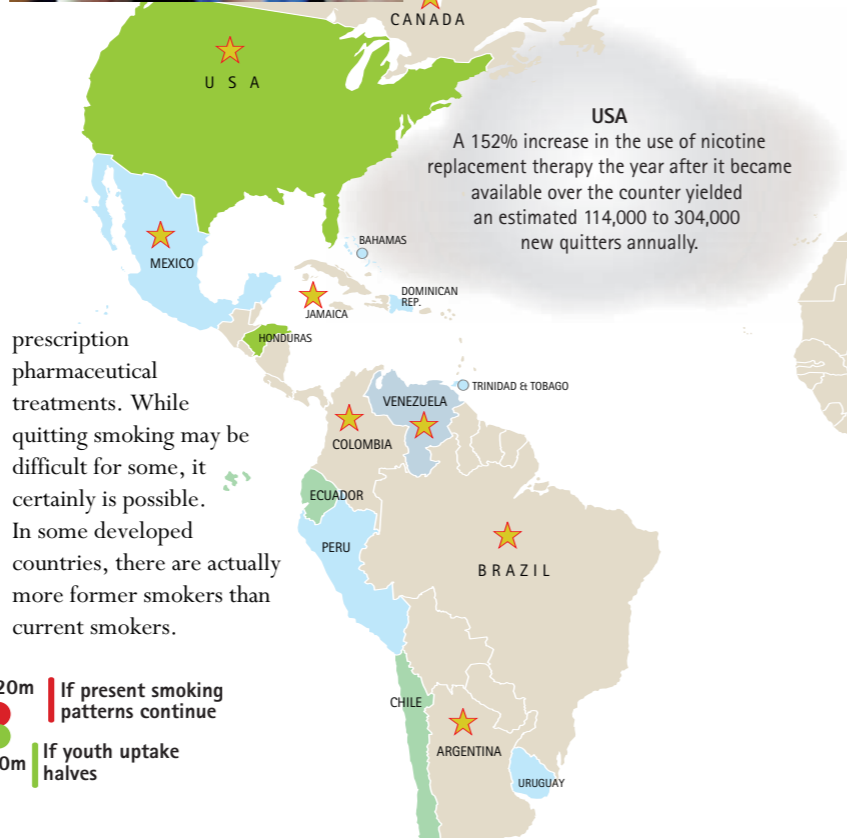 CANADA
USA
USA
A 152% increase in the use of nicotine
replacement therapy the year after it became
available over the counter yielded
an estimated 114,000 to 304,000
new quitters annually.
MEXICO
BAHAMAS
DOMINICAN
REP.
JAMAICA
HONDURAS
prescription
pharmaceutical
treatments. While
quitting smoking may be
difficult for some, it
certainly is possible.
In some developed
countries, there are actually
more former smokers than
current smokers.
TRINIDAD & TOBAGO
VENEZUELA
COLOMBIA
ECUADOR
PERU
BRAZIL
CHILE
ARGENTINA
URUGUAY
20m
If present smoking
patterns continue
0m
If youth uptake
halves